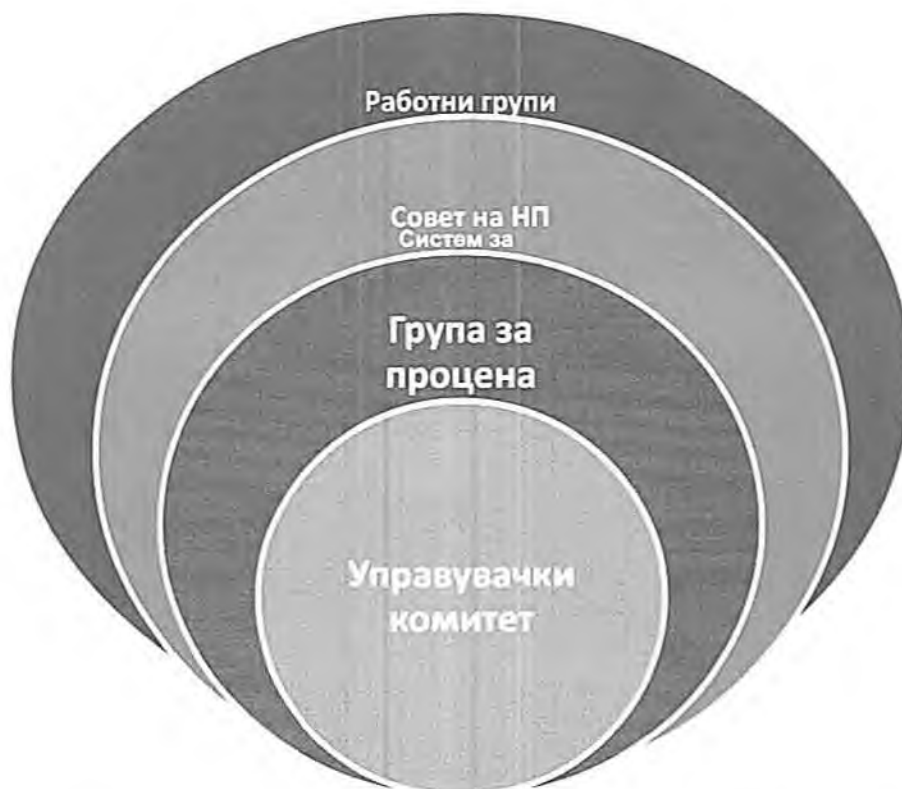 Работни групи
Совет на НП
Систем за
Група за
процена
Управувачки
комитет